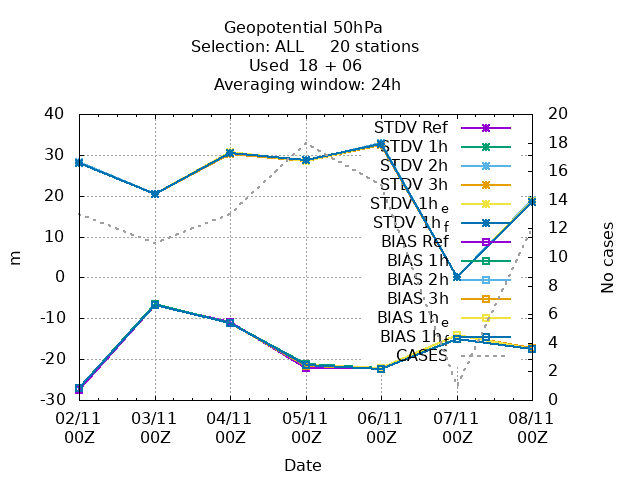 Geopotential 50hPa
Selection: ALL 20 stations
Used 18 + 06
Averaging window: 24h
40
30
20
10
0
-10
-20
-30
m
20
18
16
14
12
10
8
6
4
2
0
No cases
STDV Ref
STDV 1h
STDV 2h
STDV 3h
STDV 1he
STDV 1hf
BIAS Ref
BIAS 1h
BIAS 2h
BIAS 3h
BIAS 1he
BIAS 1hf
CASES
02/11 03/11 04/11 05/11 06/11 07/11 08/11
00Z 00Z 00Z 00Z 00Z 00Z 00Z
Date